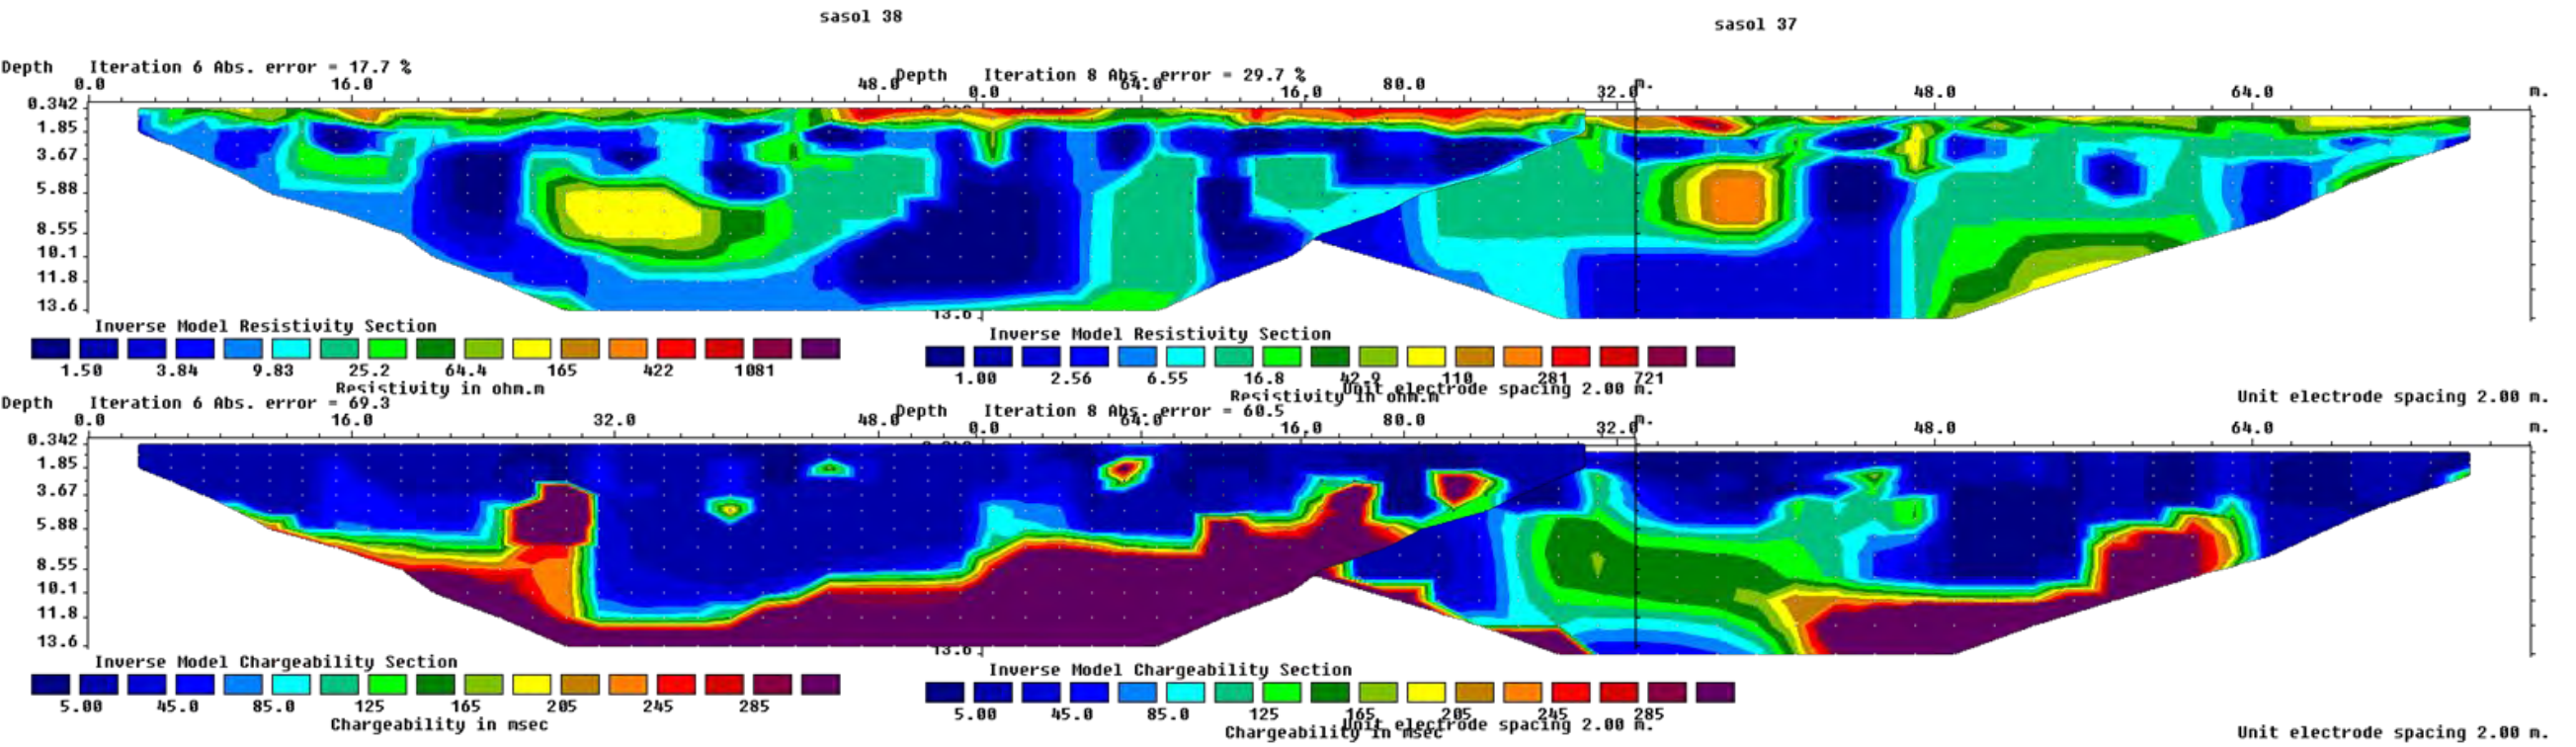 sasol 38
sasol 37
Depth Iteration 6 Abs. error = 17.7 %
Depth Iteration 8 Abs. error = 29.7 %
0.0 16.0 48.0 64.0 80.0 m.
0.0 16.0 32.0 48.0 64.0 m.
0.342
1.85
3.67
5.88
8.55
10.1
11.8
13.6
13.6
Inverse Model Resistivity Section
Inverse Model Resistivity Section
1.50 3.84 9.83 25.2 64.4 165 422 1081
Resistivity in ohm.m
1.00 2.56 6.55 16.8 42.9 110 281 721
Resistivity in ohm.m
Unit electrode spacing 2.00 m.
Unit electrode spacing 2.00 m.
Depth Iteration 6 Abs. error = 69.3
Depth Iteration 8 Abs. error = 60.5
0.0 16.0 32.0 48.0 64.0 80.0 m.
0.0 16.0 32.0 48.0 64.0 m.
0.342
1.85
3.67
5.88
8.55
10.1
11.8
13.6
13.6
Inverse Model Chargeability Section
Inverse Model Chargeability Section
5.00 45.0 85.0 125 165 205 245 285
Chargeability in msec
5.00 45.0 85.0 125 165 205 245 285
Chargeability in msec
Unit electrode spacing 2.00 m.
Unit electrode spacing 2.00 m.